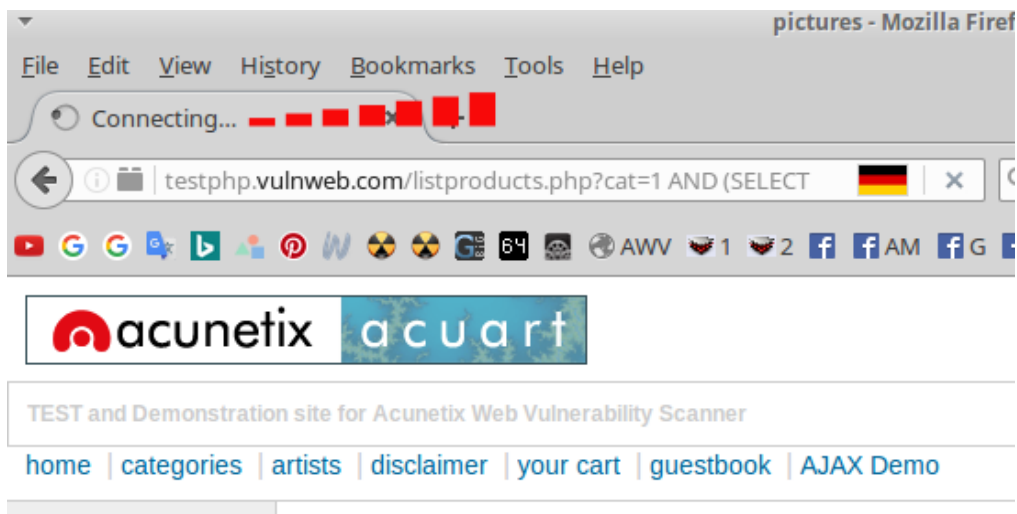 pictures - Mozilla Firef
File Edit View History Bookmarks Tools Help
Connecting...
testphp.vulnweb.com/listproducts.php?cat=1 AND (SELECT
64 AWV 1 2 f f AM f G
acunetix acuart
TEST and Demonstration site for Acunetix Web Vulnerability Scanner
home | categories | artists | disclaimer | your cart | guestbook | AJAX Demo